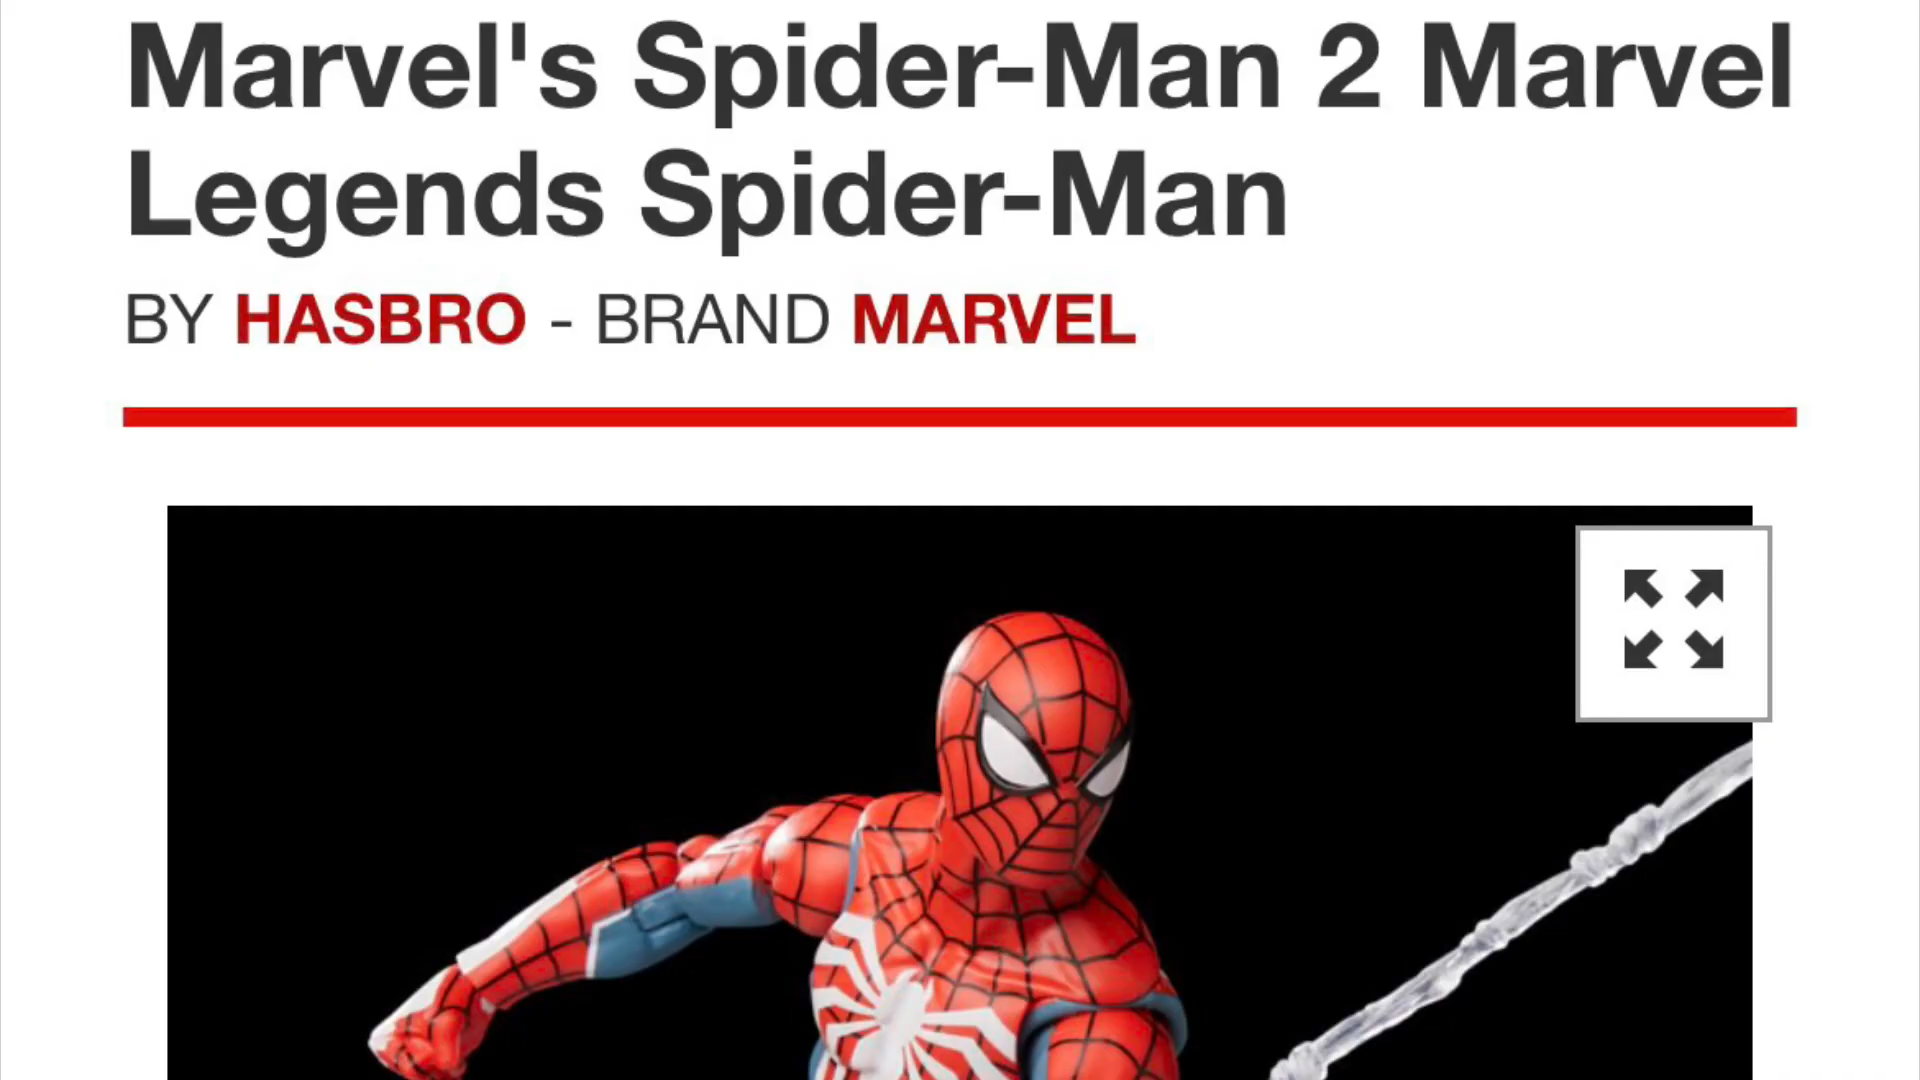 Marvel's Spider-Man 2 Marvel
Legends Spider-Man
BY HASBRO - BRAND MARVEL